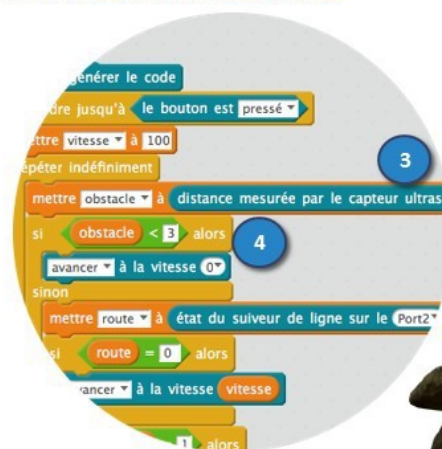 le code
jusqu'à le bouton est pressé
vitesse à 100
indéfiniment
3
mettre obstacle à distance mesurée par le capteur
si obstacle < 3 alors
4
avancer à la vitesse 0
sinon
mettre route à état du suiveur de ligne sur le Port2
si route = 0 alors
à la vitesse vitesse
1 alors